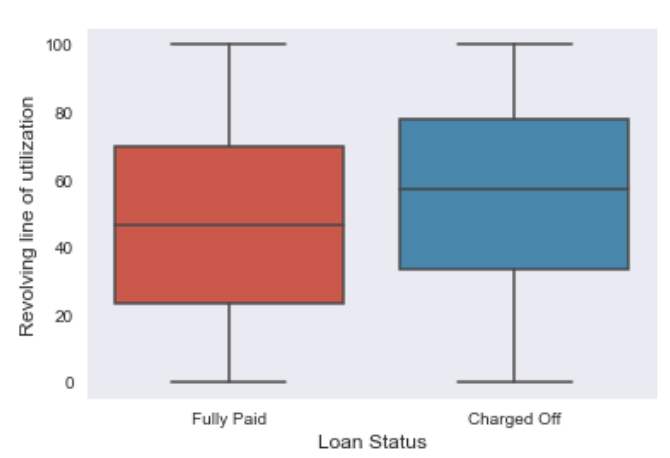 Revolving line of utilization
100
80
60
40
20
0
Fully Paid
Charged Off
Loan Status